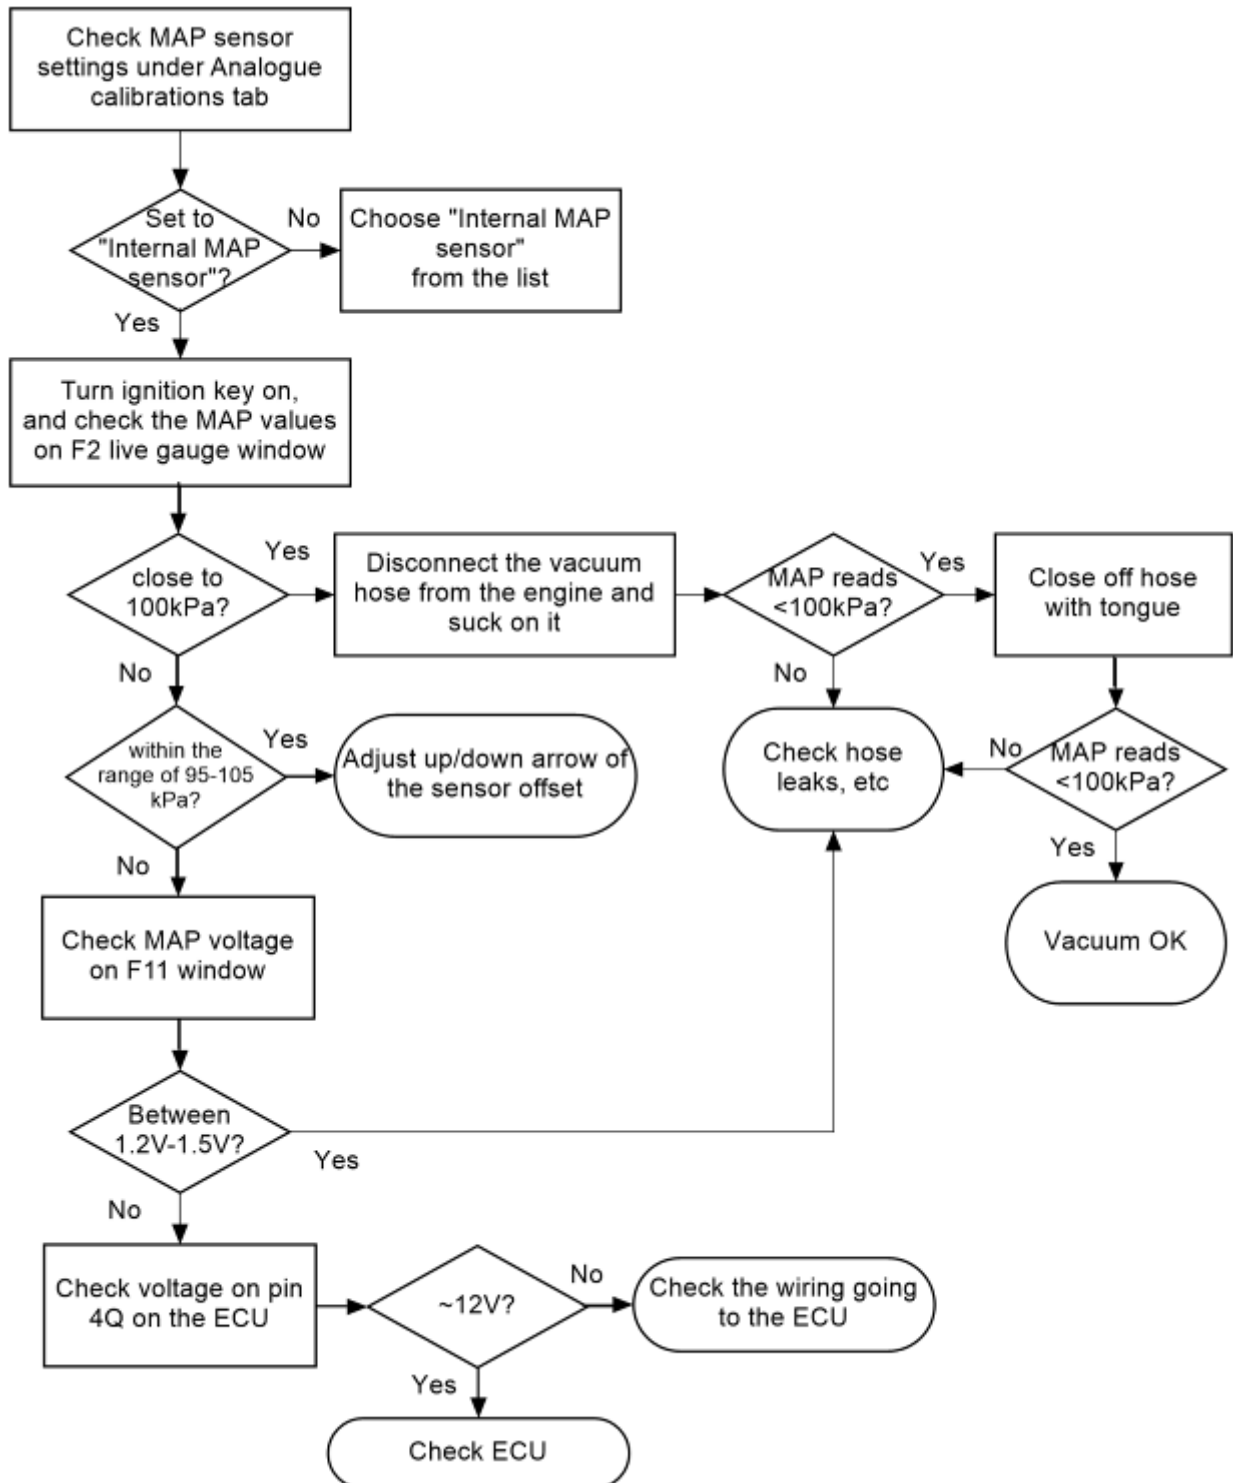 Check MAP sensor
settings under Analogue
calibrations tab
Set to
"Internal MAP
sensor"?
No
Choose "Internal MAP
sensor"
from the list
Yes
Turn ignition key on,
and check the MAP values
on F2 live gauge window
close to
100kPa?
Yes
Disconnect the vacuum
hose from the engine and
suck on it
MAP reads
<100kPa?
Yes
Close off hose
with tongue
No
No
within the
range of 95-105
kPa?
Yes
Adjust up/down arrow of
the sensor offset
Check hose
leaks, etc
No
MAP reads
<100kPa?
Yes
Vacuum OK
No
Check MAP voltage
on F11 window
Between
1.2V-1.5V?
Yes
No
Check voltage on pin
4Q on the ECU
~12V?
No
Check the wiring going
to the ECU
Yes
Check ECU